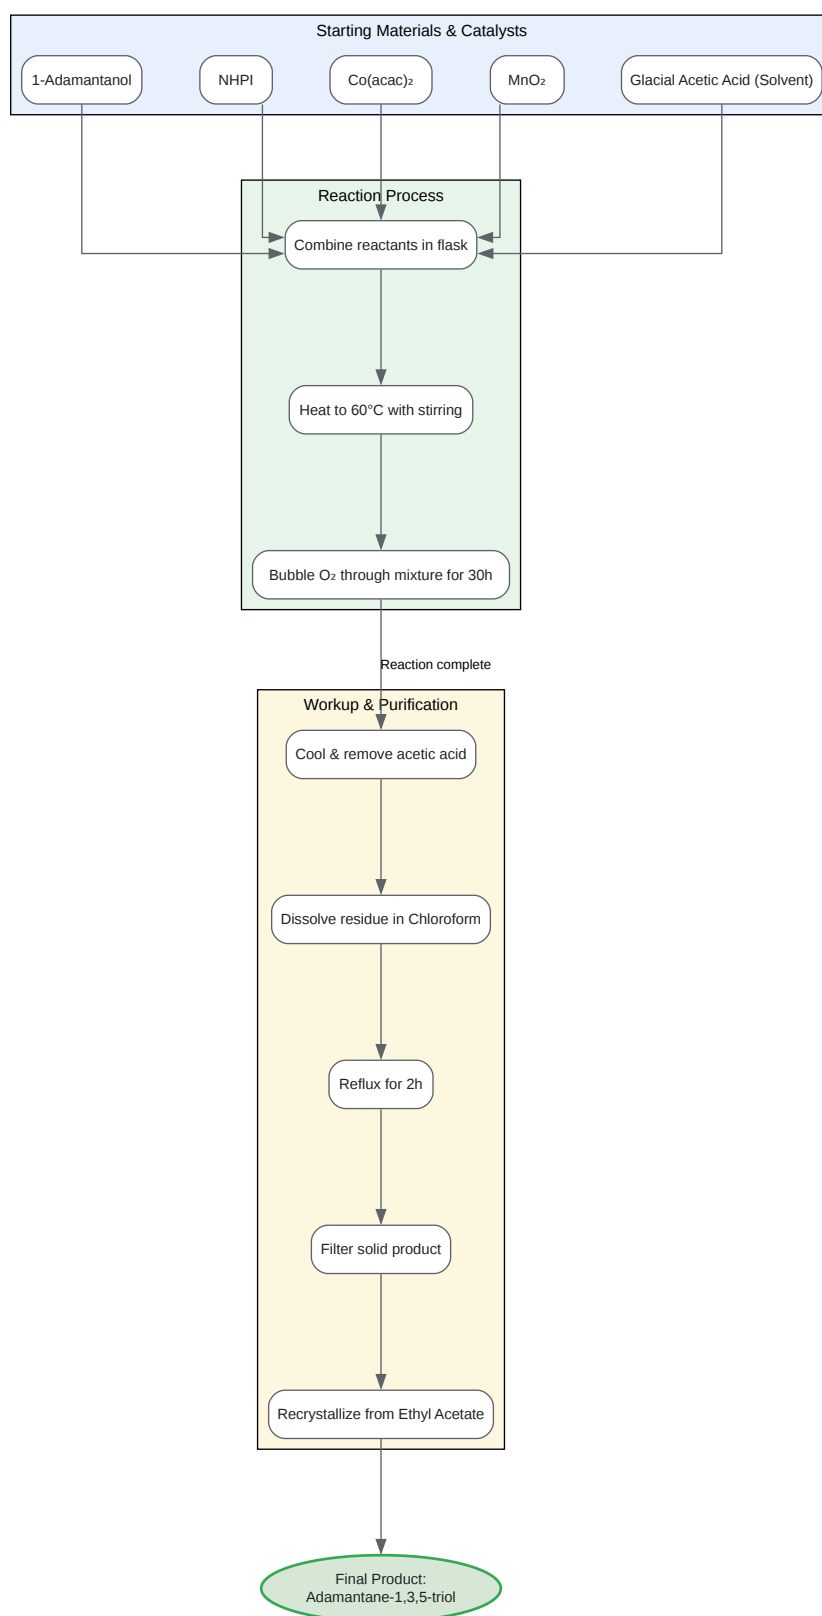 Starting Materials & Catalysts
1-Adamantanol
NHPI
Co(acac)₂
MnO₂
Glacial Acetic Acid (Solvent)
Reaction Process
Combine reactants in flask
Heat to 60°C with stirring
Bubble O₂ through mixture for 30h
Reaction complete
Workup & Purification
Cool & remove acetic acid
Dissolve residue in Chloroform
Reflux for 2h
Filter solid product
Recrystallize from Ethyl Acetate
Final Product:
Adamantane-1,3,5-triol